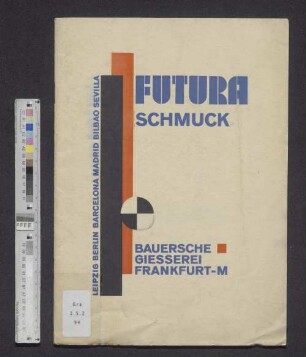 FUTURA
SCHMUCK
LEIPZIG BERLIN BARCELONA MADRID BILBAO SEVILLA
BAUERSCHE
GIESSEREI
FRANKFURT-M